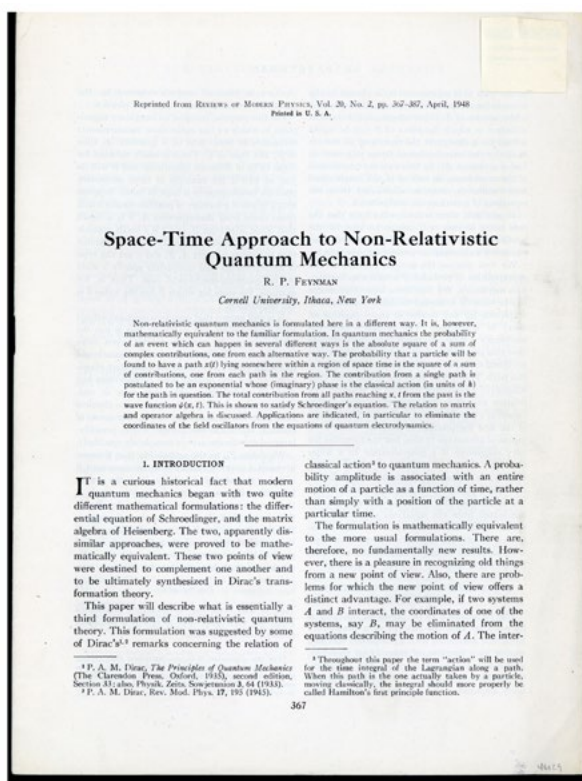 Reprinted from REVIEWS OF MODERN PHYSICS, Vol. 20, No. 2, pp. 367–387, April, 1948
Printed in U. S. A.
Space-Time Approach to Non-Relativistic
Quantum Mechanics
R. P. FEYNMAN
Cornell University, Ithaca, New York
Non-relativistic quantum mechanics is formulated here in a different way. It is, however,
mathematically equivalent to the familiar formulation. In quantum mechanics the probability
of an event which can happen in several different ways is the absolute square of a sum of
complex contributions, one from each alternative way. The probability that a particle will be
found to have a path x(t) lying somewhere within a region of space time is the square of a sum
of contributions, one from each path in the region. The contribution from a single path is
postulated to be an exponential whose (imaginary) phase is the classical action (in units of ℏ)
for the path in question. The total contribution from all paths reaching x, t from the past is the
wave function ψ(x, t). This is shown to satisfy Schroedinger's equation. The relation to matrix
and operator algebra is discussed. Applications are indicated, in particular to eliminate the
coordinates of the field oscillators from the equations of quantum electrodynamics.
1. INTRODUCTION
IT is a curious historical fact that modern
quantum mechanics began with two quite
different mathematical formulations: the differ-
ential equation of Schroedinger, and the matrix
algebra of Heisenberg. The two, apparently dis-
similar approaches, were proved to be mathe-
matically equivalent. These two points of view
were destined to complement one another and
to be ultimately synthesized in Dirac's trans-
formation theory.
This paper will describe what is essentially a
third formulation of non-relativistic quantum
theory. This formulation was suggested by some
of Dirac's¹,² remarks concerning the relation of
¹ P. A. M. Dirac, The Principles of Quantum Mechanics
(The Clarendon Press, Oxford, 1935), second edition,
Section 33; also, Physik. Zeits. Sowjetunion 3, 64 (1933).
² P. A. M. Dirac, Rev. Mod. Phys. 17, 195 (1945).
classical action³ to quantum mechanics. A proba-
bility amplitude is associated with an entire
motion of a particle as a function of time, rather
than simply with a position of the particle at a
particular time.
The formulation is mathematically equivalent
to the more usual formulations. There are,
therefore, no fundamentally new results. How-
ever, there is a pleasure in recognizing old things
from a new point of view. Also, there are prob-
lems for which the new point of view offers a
distinct advantage. For example, if two systems
A and B interact, the coordinates of one of the
systems, say B, may be eliminated from the
equations describing the motion of A. The inter-
³ Throughout this paper the term "action" will be used
for the time integral of the Lagrangian along a path.
When this path is the one actually taken by a particle,
moving classically, the integral should more properly be
called Hamilton's first principle function.
367